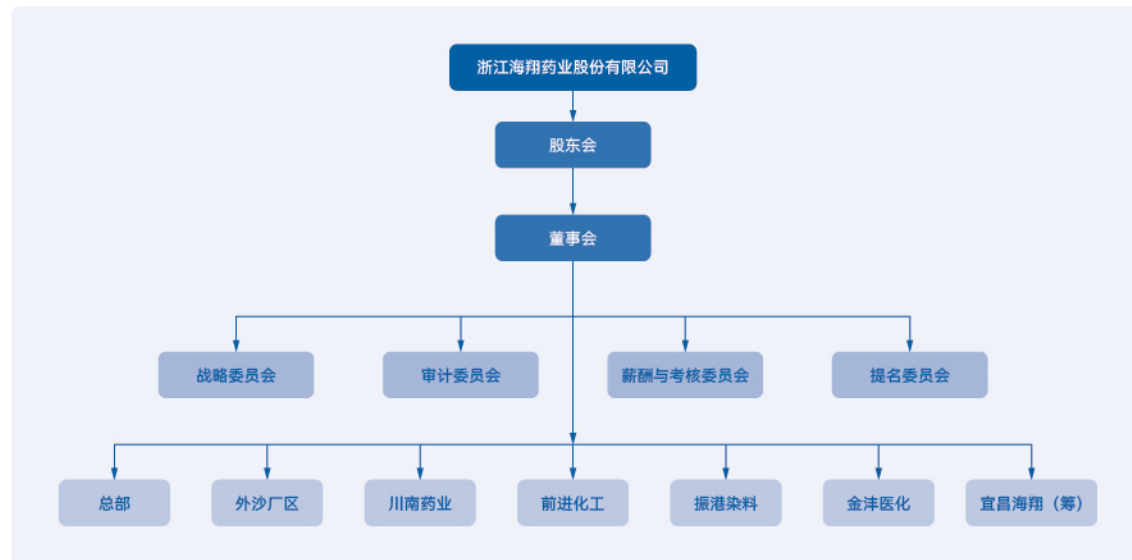 浙江海翔药业股份有限公司
股东会
董事会
战略委员会
审计委员会
薪酬与考核委员会
提名委员会
总部
外沙厂区
川南药业
前进化工
振港染料
金沣医化
宜昌海翔（筹）